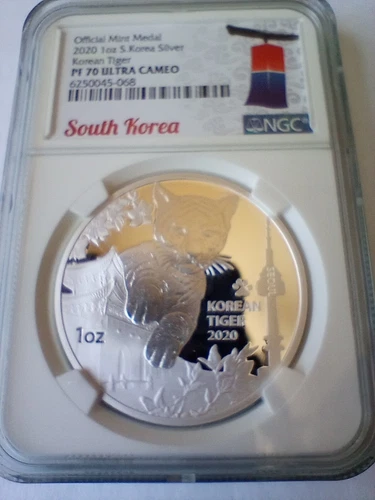 Official Mint Medal
2020 1oz S.Korea Silver
Korean Tiger
PF 70 ULTRA CAMEO
6250045-068
South Korea
NGC
SEOUL
KOREAN
TIGER
2020
1oz